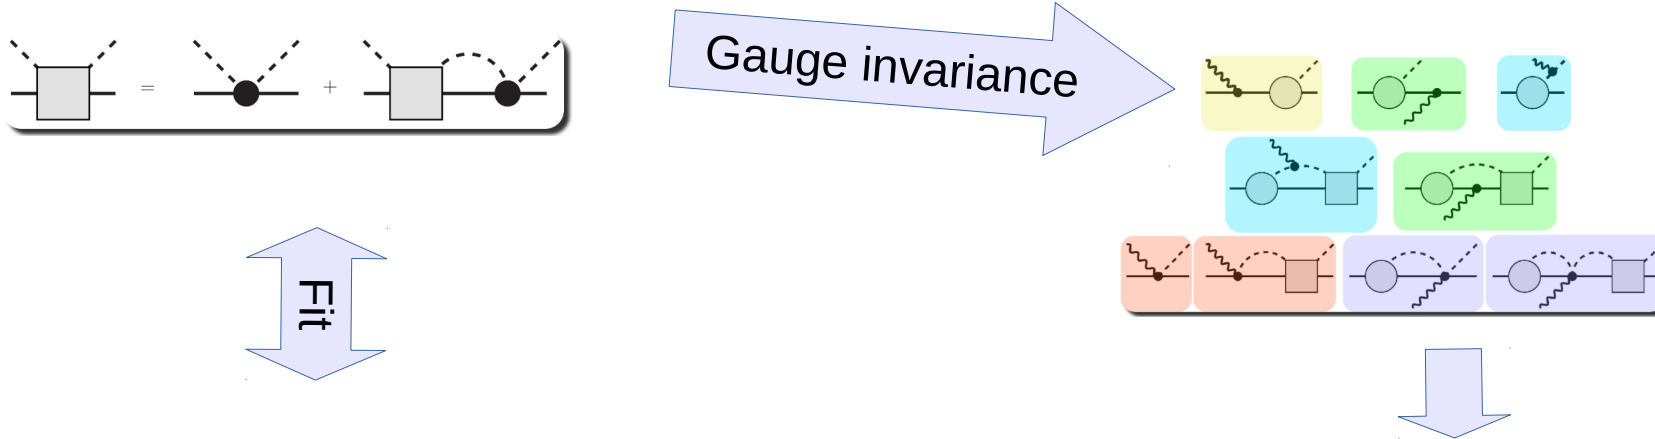 = +
Gauge invariance
Fit